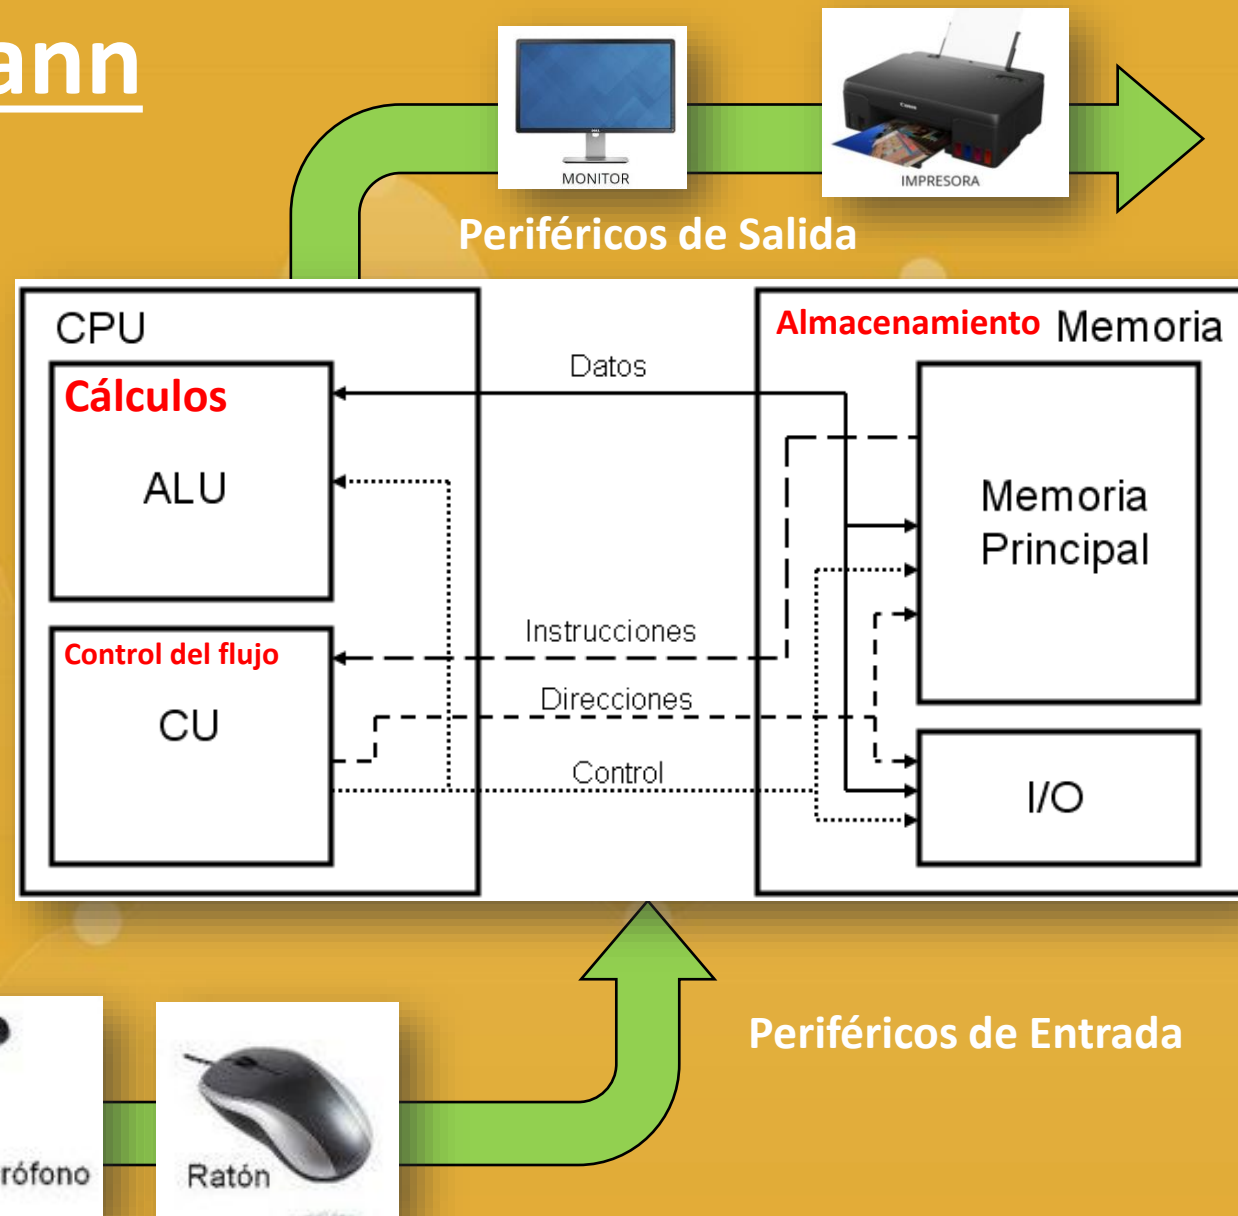 ann
MONITOR
IMPRESORA
Periféricos de Salida
CPU
Almacenamiento Memoria
Cálculos
ALU
Datos
Memoria
Principal
Control del flujo
CU
Instrucciones
Direcciones
Control
I/O
Periféricos de Entrada
rófono
Ratón